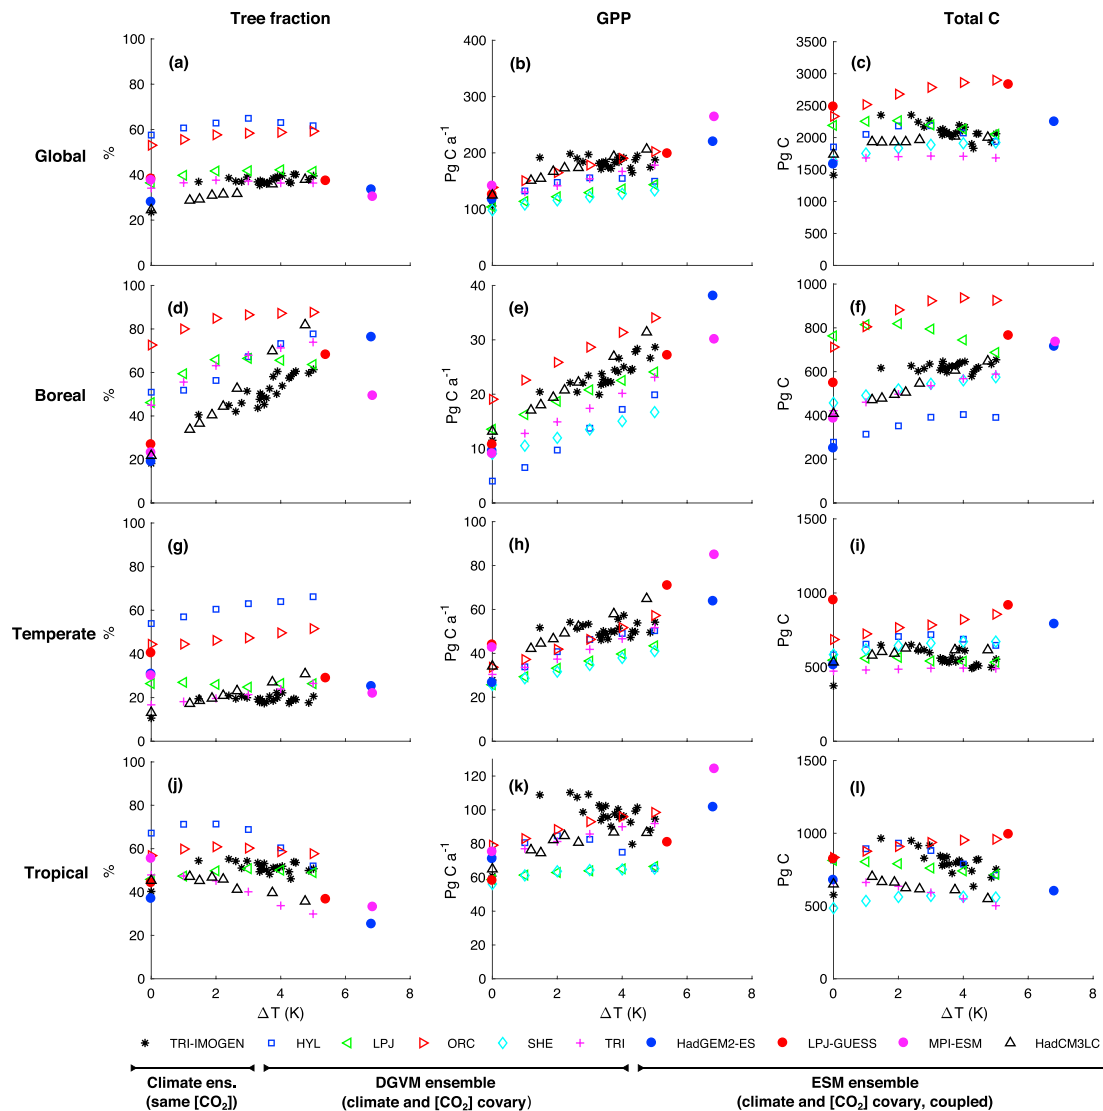 Tree fraction
GPP
Total C
Global
%
(a)
100
80
60
40
20
0
Pg C a⁻¹
(b)
400
300
200
100
0
Pg C
(c)
3500
3000
2500
2000
1500
1000
500
0
Boreal
%
(d)
100
80
60
40
20
0
Pg C a⁻¹
(e)
40
30
20
10
0
Pg C
(f)
1000
800
600
400
200
0
Temperate
%
(g)
100
80
60
40
20
0
Pg C a⁻¹
(h)
100
80
60
40
20
0
Pg C
(i)
1500
1000
500
0
Tropical
%
(j)
100
80
60
40
20
0
Pg C a⁻¹
(k)
120
100
80
60
40
20
0
Pg C
(l)
1500
1000
500
0
0 2 4 6 8
0 2 4 6 8
0 2 4 6 8
Δ T (K)
Δ T (K)
Δ T (K)
TRI-IMOGEN HYL LPJ ORC SHE TRI HadGEM2-ES LPJ-GUESS MPI-ESM HadCM3LC
Climate ens.
(same [CO₂])
DGVM ensemble
(climate and [CO₂] covary)
ESM ensemble
(climate and [CO₂] covary, coupled)